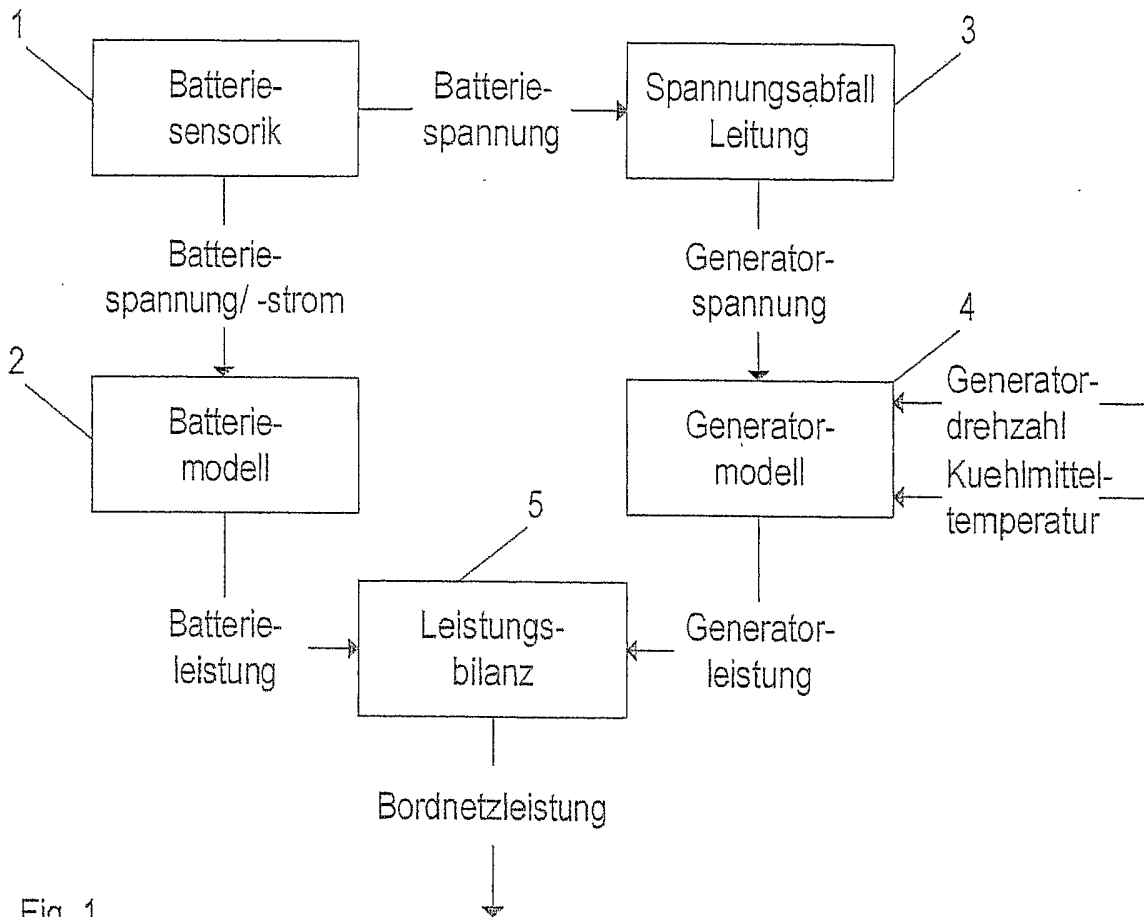 1
3
Batterie-
sensorik
Batterie-
spannung
Spannungsabfall
Leitung
Batterie-
spannung/ -strom
Generator-
spannung
2
4
Batterie-
modell
Generator-
modell
Generator-
drehzahl
Kuehlmittel-
temperatur
5
Batterie-
leistung
Leistungs-
bilanz
Generator-
leistung
Bordnetzleistung
Fig. 1